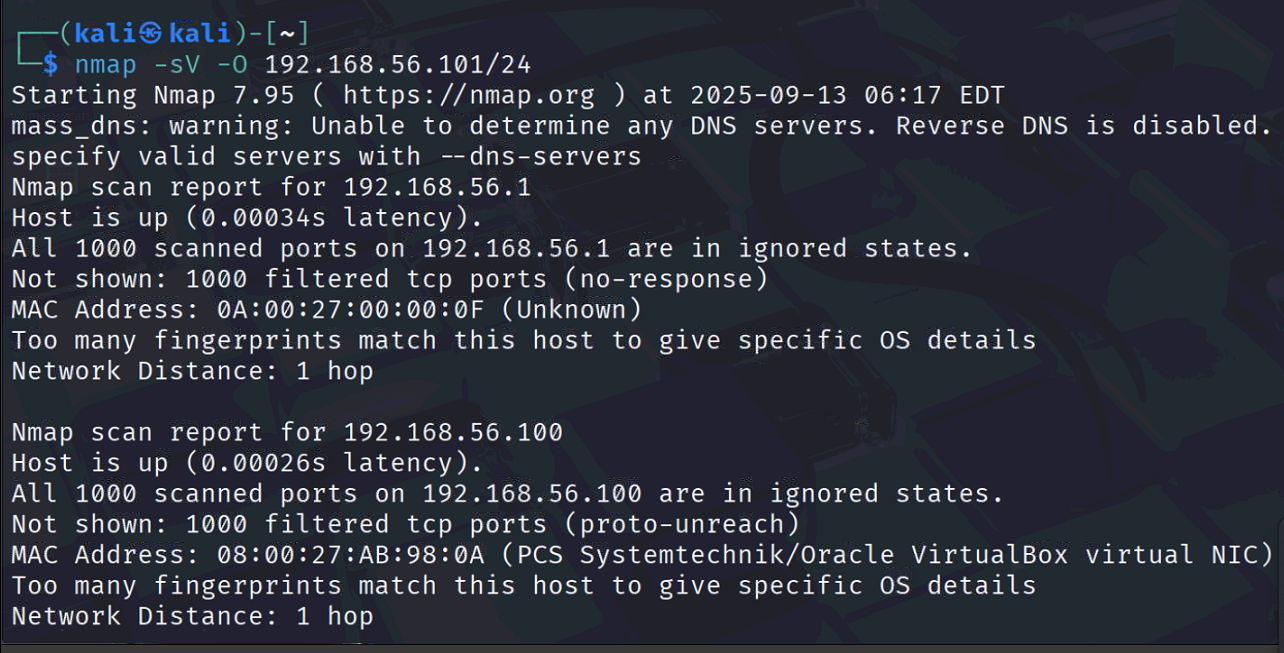 (kali㉿kali)-[~]
$ nmap -sV -O 192.168.56.101/24
Starting Nmap 7.95 ( https://nmap.org ) at 2025-09-13 06:17 EDT
mass_dns: warning: Unable to determine any DNS servers. Reverse DNS is disabled.
specify valid servers with --dns-servers
Nmap scan report for 192.168.56.1
Host is up (0.00034s latency).
All 1000 scanned ports on 192.168.56.1 are in ignored states.
Not shown: 1000 filtered tcp ports (no-response)
MAC Address: 0A:00:27:00:00:0F (Unknown)
Too many fingerprints match this host to give specific OS details
Network Distance: 1 hop
Nmap scan report for 192.168.56.100
Host is up (0.00026s latency).
All 1000 scanned ports on 192.168.56.100 are in ignored states.
Not shown: 1000 filtered tcp ports (proto-unreach)
MAC Address: 08:00:27:AB:98:0A (PCS Systemtechnik/Oracle VirtualBox virtual NIC)
Too many fingerprints match this host to give specific OS details
Network Distance: 1 hop